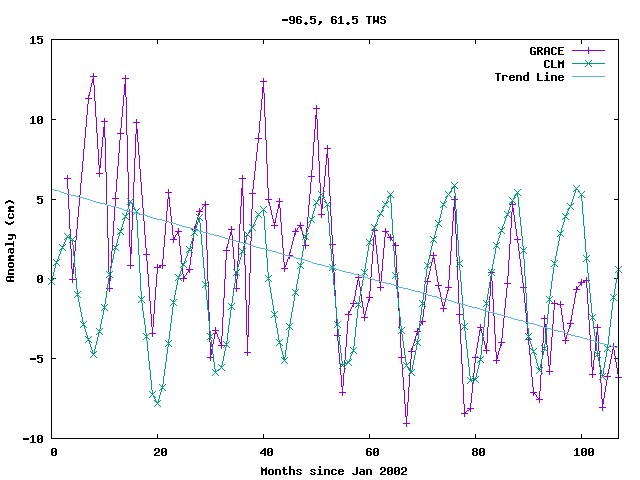 -96.5, 61.5 TWS
GRACE
CLM
Trend Line
15
10
5
0
-5
-10
Anomaly (cm)
0 20 40 60 80 100
Months since Jan 2002